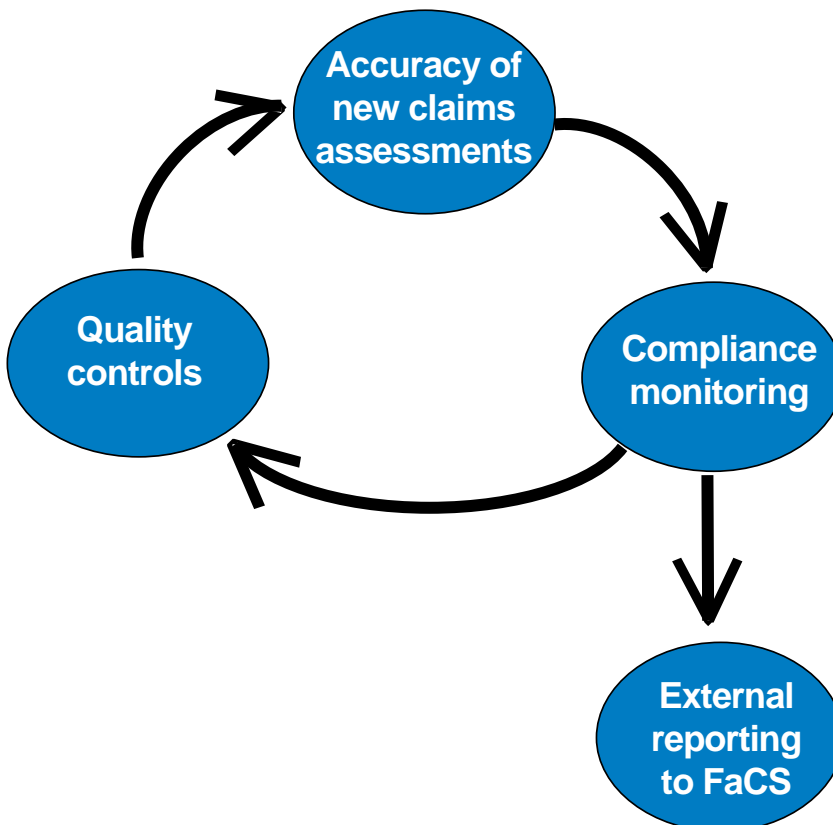 Accuracy of
new claims
assessments
Quality
controls
Compliance
monitoring
External
reporting
to FaCS